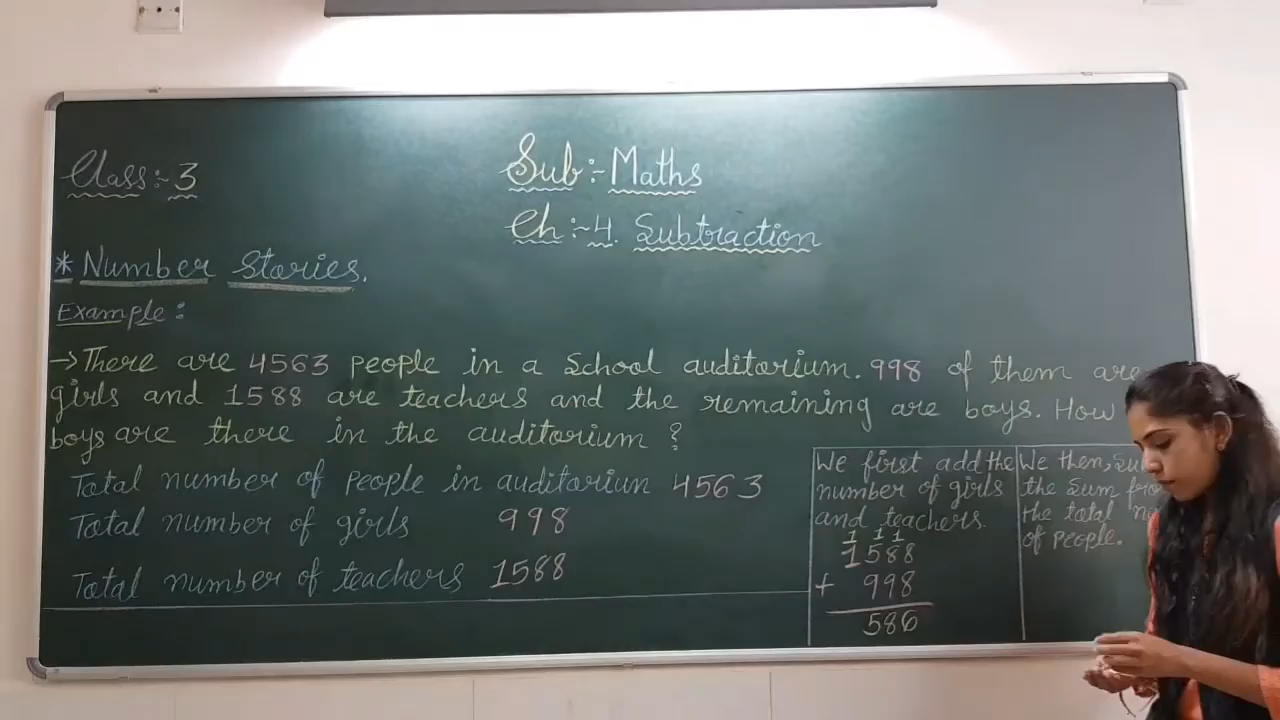 Class:- 3
Sub:- Maths
Ch:- 4. Subtraction
* Number Stories.
Example:
→ There are 4563 people in a School auditorium. 998 of them are
girls and 1588 are teachers and the remaining are boys. How
boys are there in the auditorium ?
Total number of people in auditoriun 4563
Total number of girls 998
Total number of teachers 1588
We first add the
number of girls
and teachers.
1 1 1
1588
+ 998
586
We then
the Sum
the total
of people.